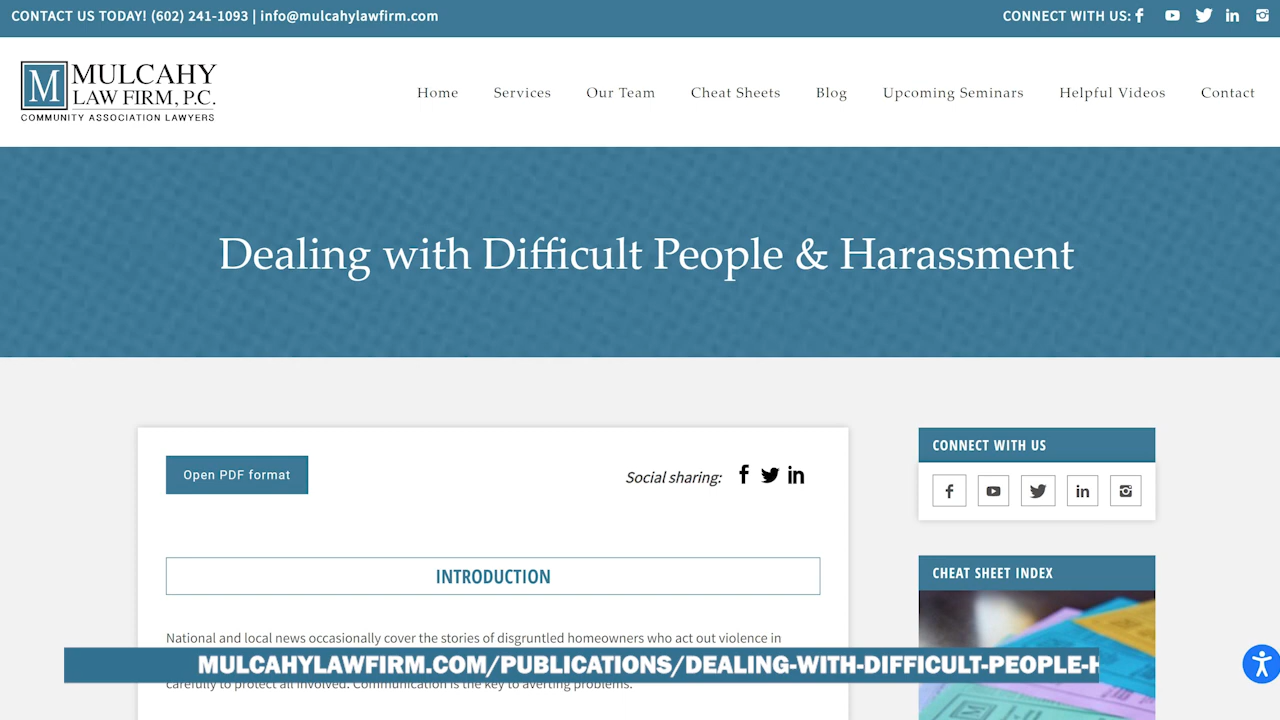 CONTACT US TODAY! (602) 241-1093 | info@mulcahylawfirm.com
CONNECT WITH US:
M MULCAHY
LAW FIRM, P.C.
COMMUNITY ASSOCIATION LAWYERS
Home Services Our Team Cheat Sheets Blog Upcoming Seminars Helpful Videos Contact
Dealing with Difficult People & Harassment
Open PDF format
Social sharing:
INTRODUCTION
National and local news occasionally cover the stories of disgruntled homeowners who act out violence in
carefully to protect all involved. Communication is the key to averting problems.
CONNECT WITH US
CHEAT SHEET INDEX
MULCAHYLAWFIRM.COM/PUBLICATIONS/DEALING-WITH-DIFFICULT-PEOPLE-H